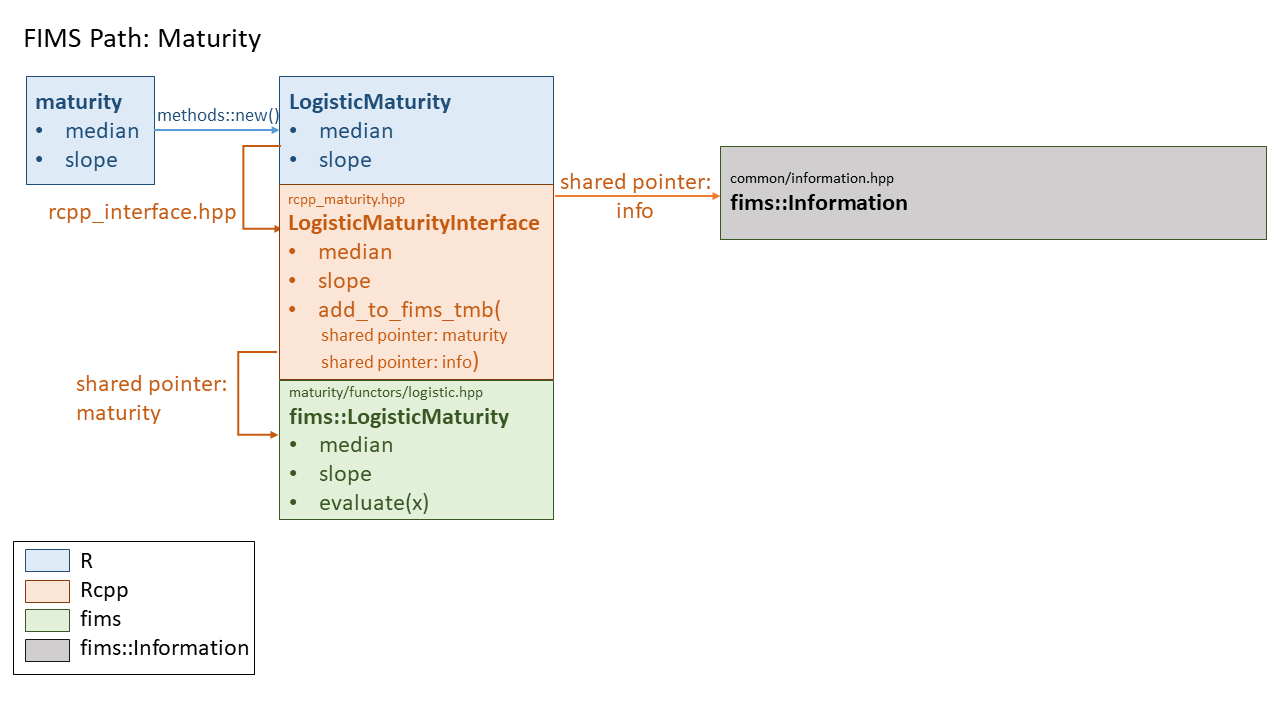 FIMS Path: Maturity
maturity
• median
• slope
methods::new()
LogisticMaturity
• median
• slope
rcpp_interface.hpp
rcpp_maturity.hpp
LogisticMaturityInterface
• median
• slope
• add_to_fims_tmb(
shared pointer: maturity
shared pointer: info)
shared pointer:
info
common/information.hpp
fims::Information
shared pointer:
maturity
maturity/functors/logistic.hpp
fims::LogisticMaturity
• median
• slope
• evaluate(x)
R
Rcpp
fims
fims::Information